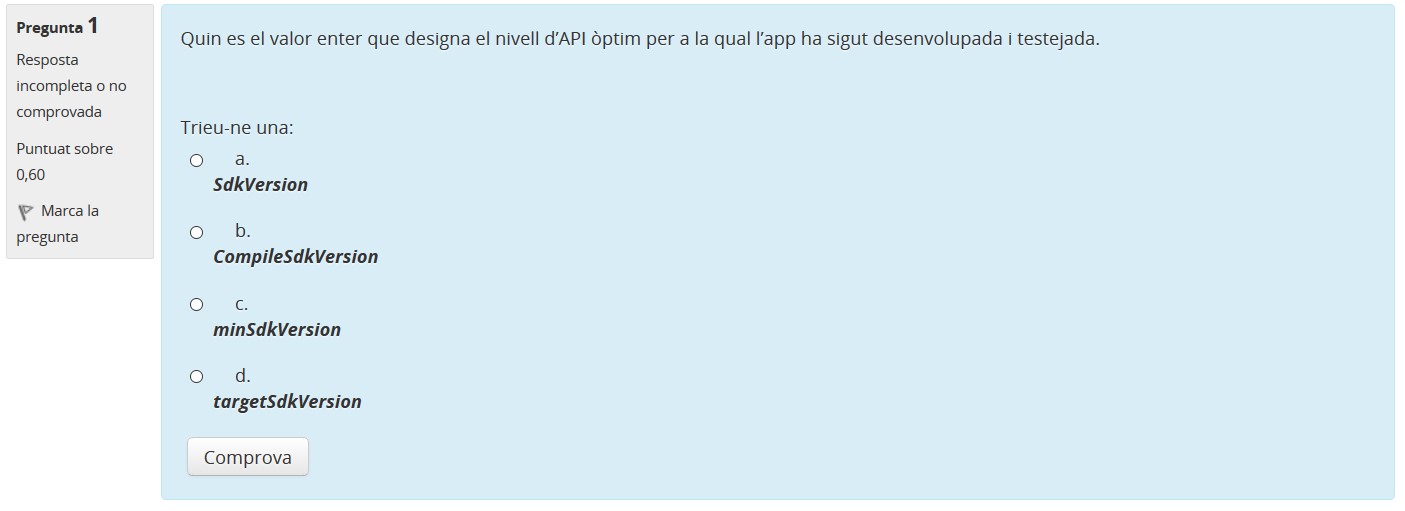 Pregunta 1
Resposta
incompleta o no
comprovada
Puntuat sobre
0,60
Marca la
pregunta
Quin es el valor enter que designa el nivell d’API òptim per a la qual l’app ha sigut desenvolupada i testejada.
Trieu-ne una:
a.
SdkVersion
b.
CompileSdkVersion
c.
minSdkVersion
d.
targetSdkVersion
Comprova